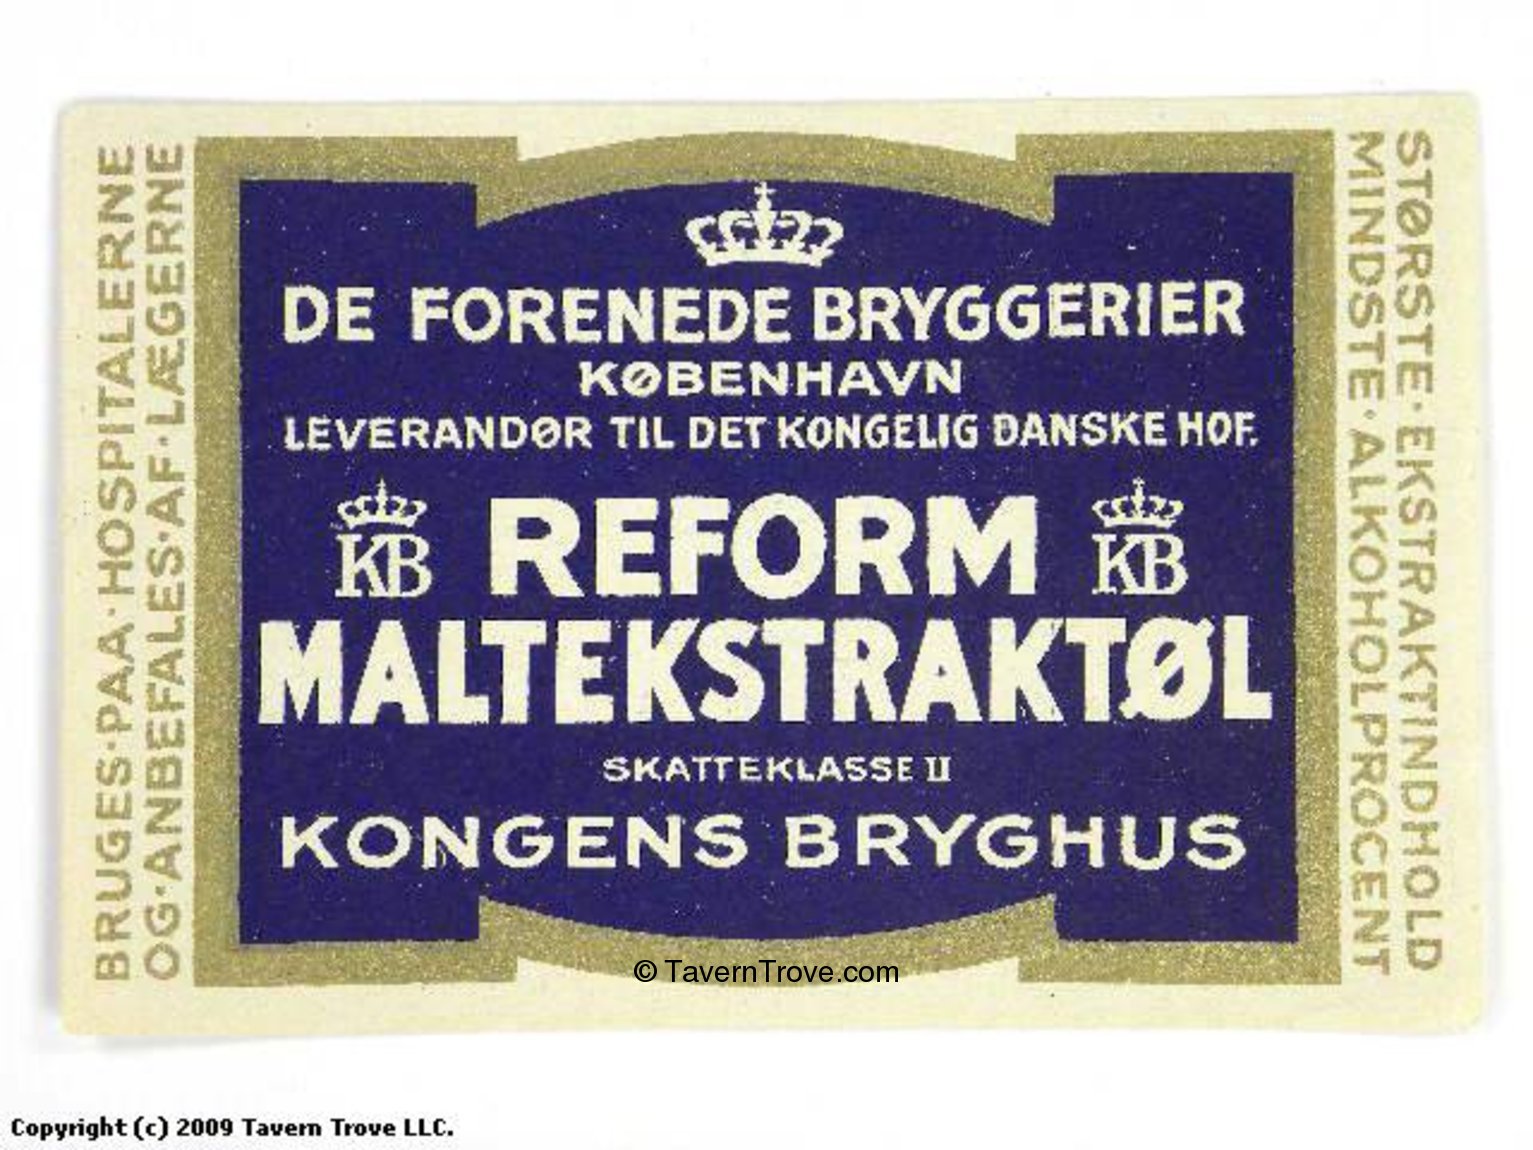 BRUGES·PAA·HOSPITALERNE
OG·ANBEFALES·AF·LÆGERNE
DE FORENEDE BRYGGERIER
KØBENHAVN
LEVERANDØR TIL DET KONGELIG DANSKE HOF.
KB REFORM KB
MALTEKSTRAKTØL
SKATTEKLASSE II
KONGENS BRYGHUS
STØRSTE·EKSTRAKTINDHOLD
MINDSTE·ALKOHOLPROCENT
© TavernTrove.com
Copyright (c) 2009 Tavern Trove LLC.